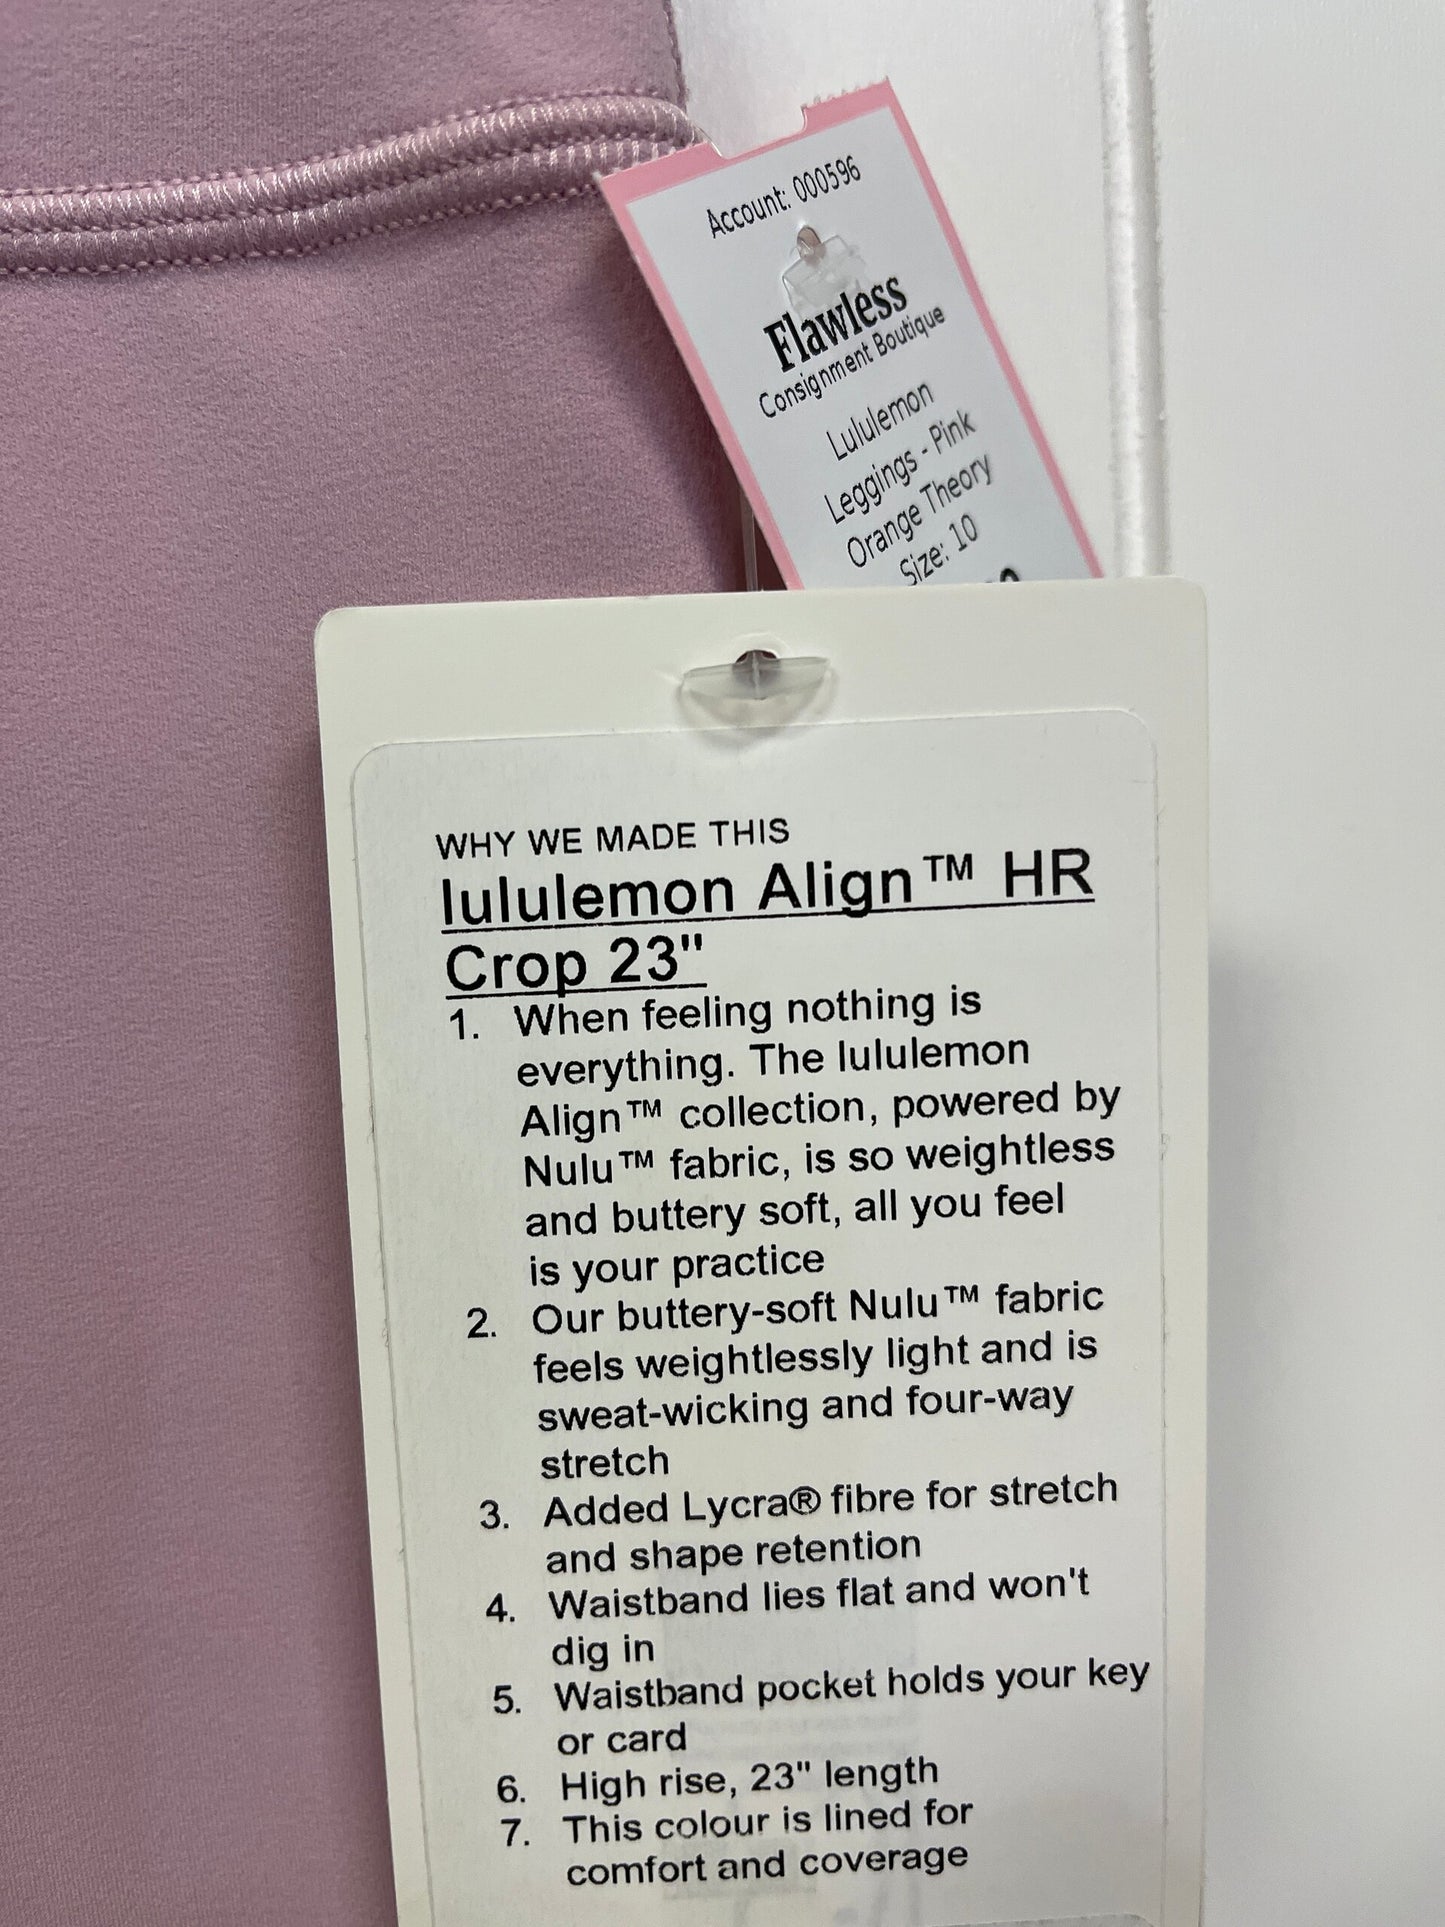 Account: 000596
Flawless
Consignment Boutique
Lululemon
Leggings - Pink
Orange Theory
Size: 10
WHY WE MADE THIS
lululemon Align™ HR
Crop 23"
1. When feeling nothing is
everything. The lululemon
Align™ collection, powered by
Nulu™ fabric, is so weightless
and buttery soft, all you feel
is your practice
2. Our buttery-soft Nulu™ fabric
feels weightlessly light and is
sweat-wicking and four-way
stretch
3. Added Lycra® fibre for stretch
and shape retention
4. Waistband lies flat and won't
dig in
5. Waistband pocket holds your key
or card
6. High rise, 23" length
7. This colour is lined for
comfort and coverage